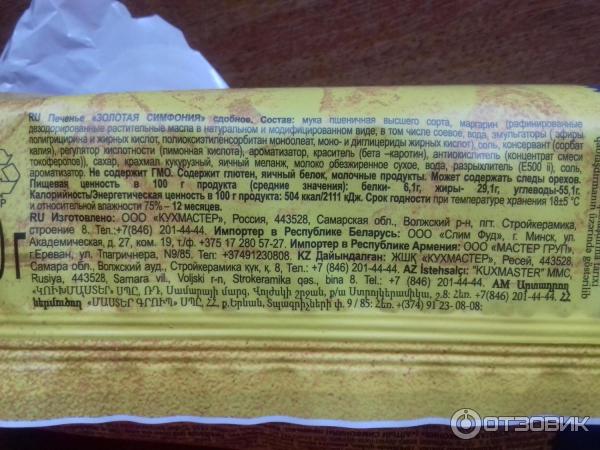 RU Печенье «ЗОЛОТАЯ СИМФОНИЯ» сдобное. Состав: мука пшеничная высшего сорта, маргарин (рафинированные
дезодорированные растительные масла в натуральном и модифицированном виде, в том числе соевое, вода, эмульгаторы ( эфиры
полиглицирина и жирных кислот, полиоксиэтиленсорбитан моноолеат, моно- и диглицериды жирных кислот), соль, консервант (сорбат
калия), регулятор кислотности (лимонная кислота), ароматизатор, краситель (бета –каротин), антиокислитель (концентрат смеси
токоферолов)), сахар, крахмал кукурузный, яичный меланж, молоко обезжиренное сухое, вода, разрыхлитель (E500 ii), соль,
ароматизатор. Не содержит ГМО. Содержит глютен, яичный белок, молочные продукты. Может содержать следы орехов.
Пищевая ценность в 100 г продукта (средние значения): белки- 6,1г, жиры- 29,1г, углеводы-55,1г.
Калорийность/Энергетическая ценность в 100 г продукта: 504 ккал/2111 кДж. Срок годности при температуре хранения 18±5 °C
и относительной влажности 75% – 12 месяцев.
RU Изготовлено: ООО «КУХМАСТЕР», Россия, 443528, Самарская обл., Волжский р-н, пгт. Стройкерамика,
строение 8. Тел.:+7(846) 201-44-44. Импортер в Республике Беларусь: ООО «Слим Фуд», г. Минск, ул.
Академическая, д. 27, ком. 19, т./ф. +375 17 280-57-27. Импортер в Республике Армения: ООО «МАСТЕР ГРУП»,
г.Ереван, ул. Тпагричнера, N9/85. Тел: +37491230808. KZ Дайындалған: ЖШҚ «КУХМАСТЕР», Ресей, 443528,
Самара обл., Волжский ауд., Стройкерамика қук, қ. 8, Тел: +7 (846) 201-44-44. AZ İstehsalçı: "KUXMASTER" MMC,
Rusiya, 443528, Samara vil., Voljski r-n, Strokeramika qəs., bina 8. Tel.: +7 (846) 201-44-44. AM Արտադրող
«ԿՈՒԽՄԱՍՏԵՐ» ՍՊԸ, ՌԴ, Սամարայի մարզ, Վոլժսկի շրջան, ք/տ Ստրոյկերամիկա, շ.8: Հեռ.+7(846) 201-44-44. ՀՀ
ներմուծող «ՄԱՍՏԵՐ ԳՐՈՒՊ» ՍՊԸ, ՀՀ, ք.Երևան, Տպագրիչների փ. 9 / 85: Հեռ: +(374) 91 23- 08-08:
ОТЗОВИК